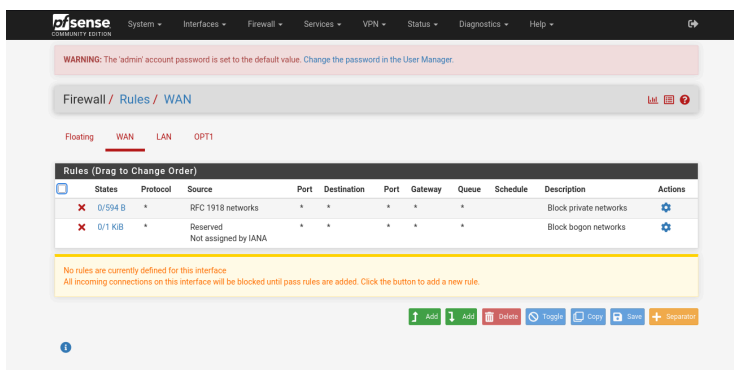 pfsense
COMMUNITY EDITION
System Interfaces Firewall Services VPN Status Diagnostics Help
WARNING: The 'admin' account password is set to the default value. Change the password in the User Manager.
Firewall / Rules / WAN
Floating WAN LAN OPT1
Rules (Drag to Change Order)
States Protocol Source Port Destination Port Gateway Queue Schedule Description Actions
0/594 B * RFC 1918 networks * * * * * Block private networks
0/1 KiB * Reserved * * * * * Block bogon networks
Not assigned by IANA
No rules are currently defined for this interface
All incoming connections on this interface will be blocked until pass rules are added. Click the button to add a new rule.
Add Add Delete Toggle Copy Save Separator